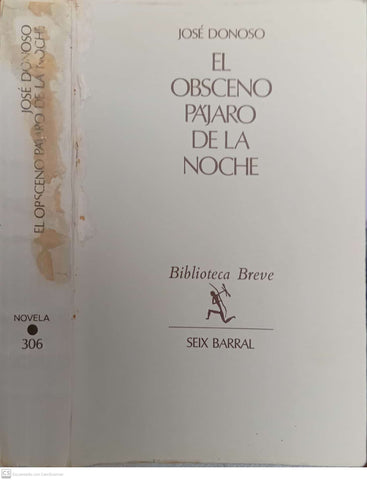 JOSÉ DONOSO
EL OBSCENO PÁJARO DE LA NOCHE
NOVELA
306
JOSÉ DONOSO
EL
OBSCENO
PÁJARO
DE LA
NOCHE
Biblioteca Breve
SEIX BARRAL
CS